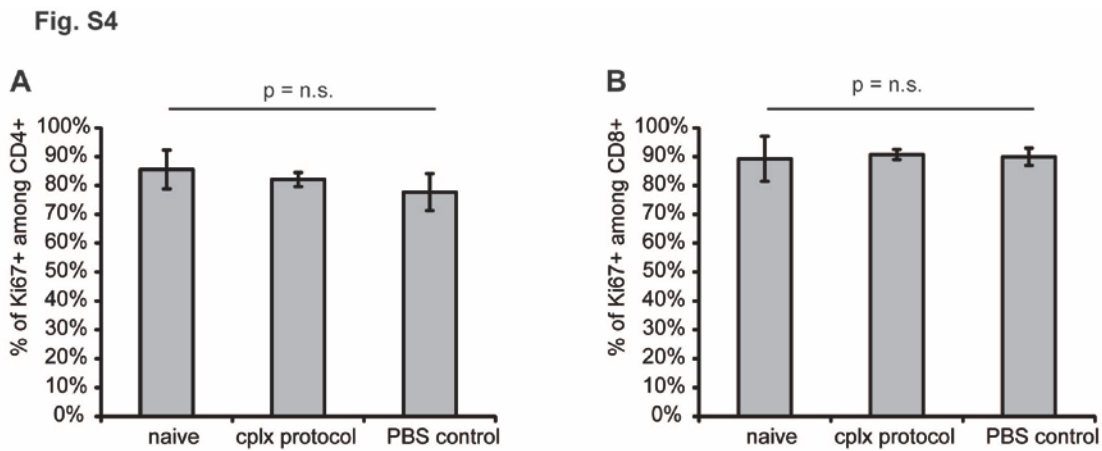 Fig. S4
A
p = n.s.
% of Ki67+ among CD4+
100%
90%
80%
70%
60%
50%
40%
30%
20%
10%
0%
naive cplx protocol PBS control
B
p = n.s.
% of Ki67+ among CD8+
100%
90%
80%
70%
60%
50%
40%
30%
20%
10%
0%
naive cplx protocol PBS control